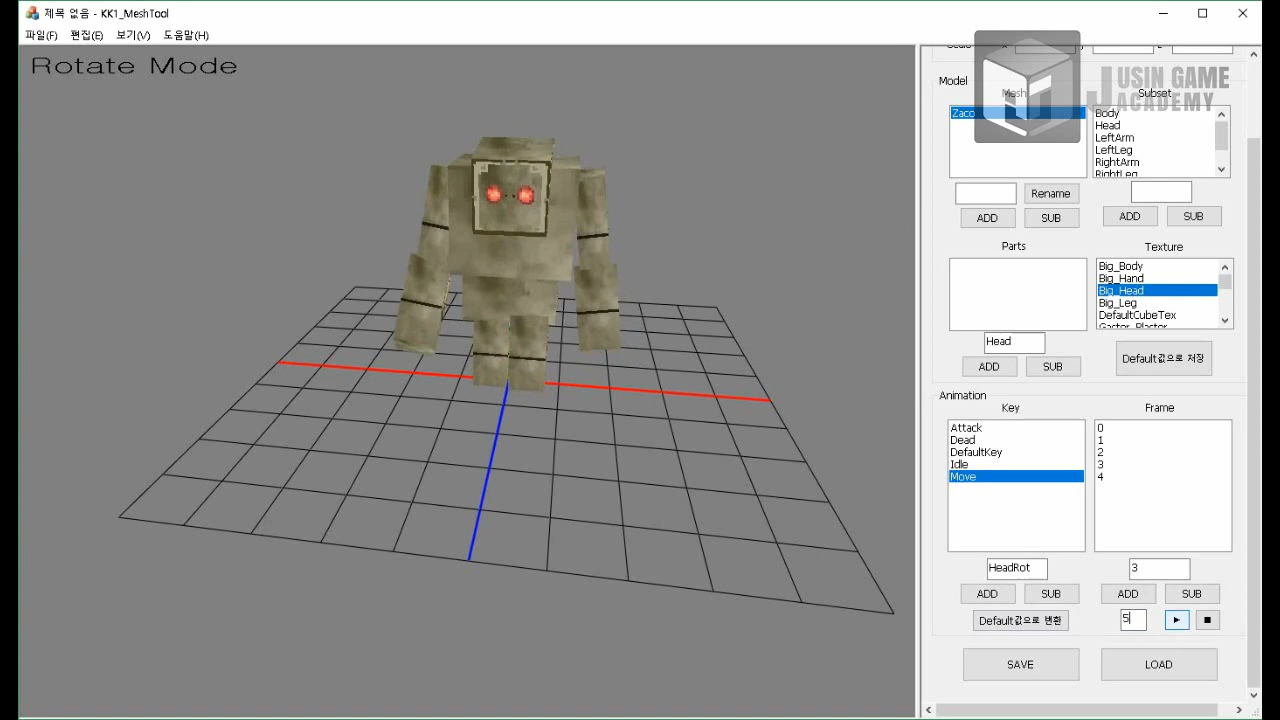 제목 없음 - KK1_MeshTool
파일(F) 편집(E) 보기(V) 도움말(H)
Rotate Mode
JUSIN GAME
ACADEMY
Model
Mesh
Subset
Zaco
Body
Head
LeftArm
LeftLeg
RightArm
RightLeg
Rename
ADD SUB
ADD SUB
Parts
Texture
Big_Body
Big_Hand
Big_Head
Big_Leg
DefaultCubeTex
Gaster_Blaster
Head
ADD SUB
Default값으로 저장
Animation
Key
Frame
Attack
Dead
DefaultKey
Idle
Move
0
1
2
3
4
HeadRot
3
ADD SUB
ADD SUB
Default값으로 변환
5
SAVE
LOAD